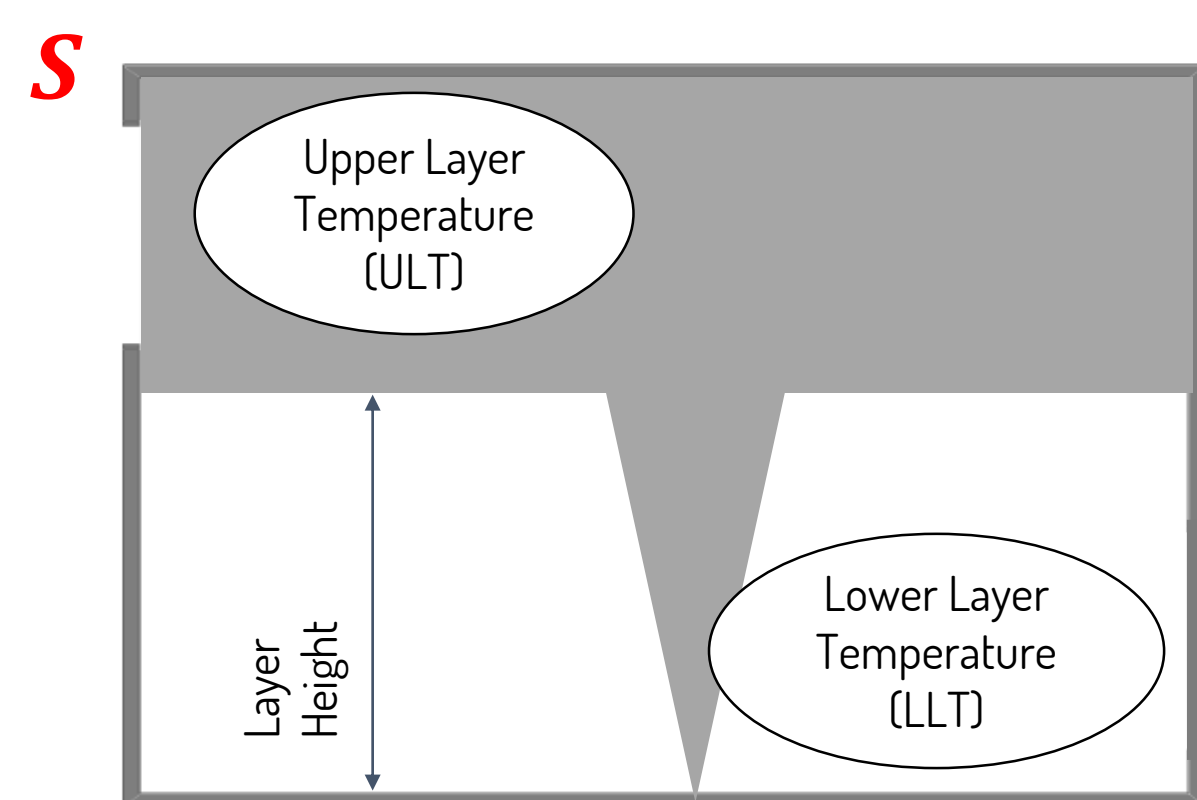 S
Upper Layer
Temperature
(ULT)
Layer
Height
Lower Layer
Temperature
(LLT)